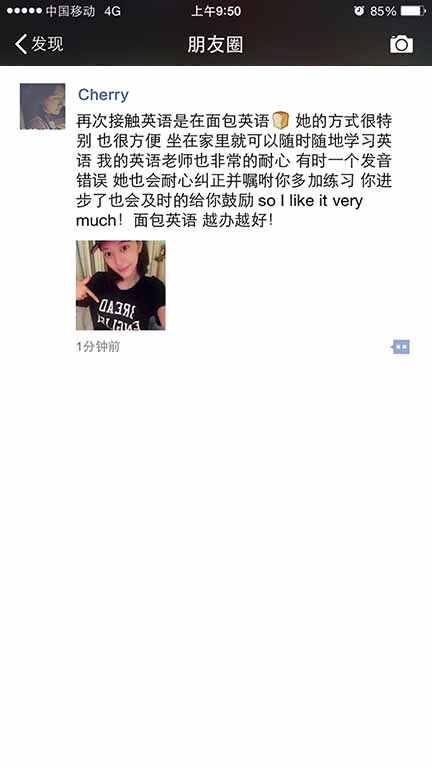 中国移动 4G 上午9:50 85%
发现 朋友圈
Cherry
再次接触英语是在面包英语🍞 她的方式很特
别 也很方便 坐在家里就可以随时随地学习英
语 我的英语老师也非常的耐心 有时一个发音
错误 她也会耐心纠正并嘱咐你多加练习 你进
步了也会及时的给你鼓励 so I like it very
much！面包英语 越办越好！
BREAD
ENGLISH
1分钟前